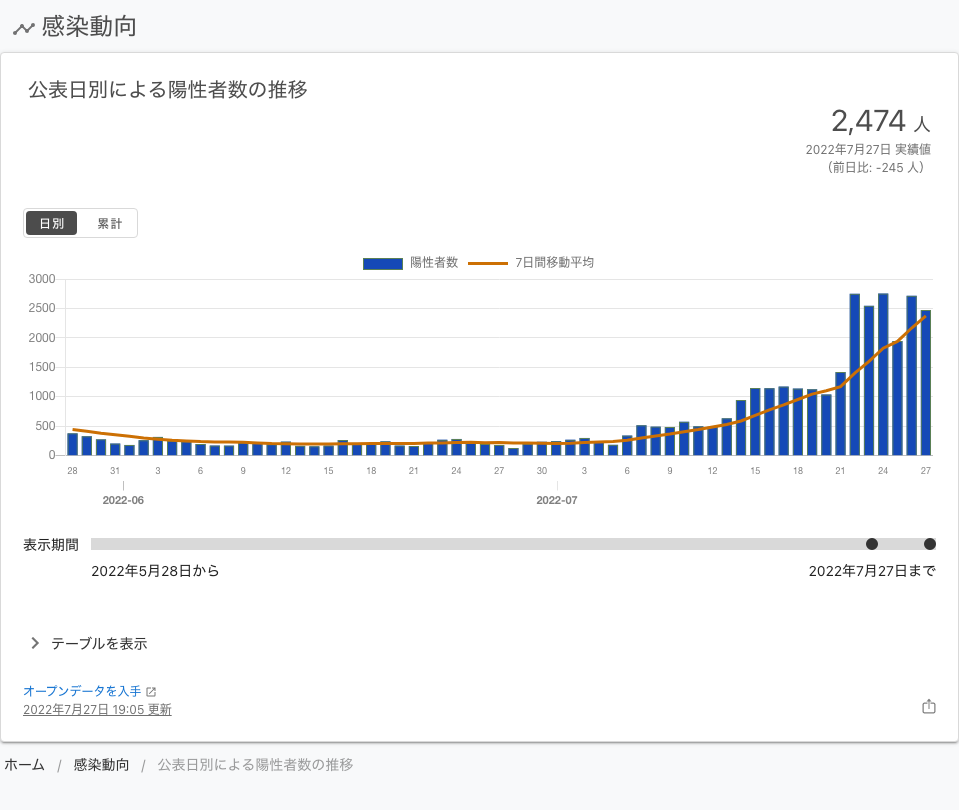 感染動向
公表日別による陽性者数の推移
2,474 人
2022年7月27日 実績値
（前日比: -245 人）
日別 累計
陽性者数 7日間移動平均
3000
2500
2000
1500
1000
500
0
28 31 3 6 9 12 15 18 21 24 27 30 3 6 9 12 15 18 21 24 27
2022-06 2022-07
表示期間
2022年5月28日から 2022年7月27日まで
テーブルを表示
オープンデータを入手
2022年7月27日 19:05 更新
ホーム / 感染動向 / 公表日別による陽性者数の推移